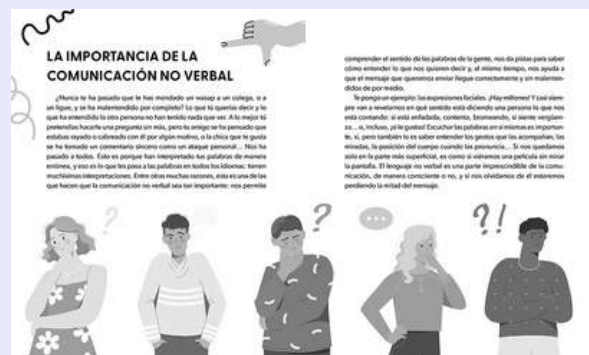 LA IMPORTANCIA DE LA
COMUNICACIÓN NO VERBAL
¿Nunca te ha pasado que le has mandado un wasap a un colega, o a
un ligue, y se ha malentendido por completo? Lo que tú querías decir y lo
que ha entendido la otra persona no han tenido nada que ver. A lo mejor tú
pretendías hacerle una pregunta sin más, pero tu amigo se ha pensado que
estabas rayado o cabreado con él por algún motivo, o la chica que te gusta
se ha tomado un comentario sincero como un ataque personal... Nos ha
pasado a todos. Esto es porque han interpretado tus palabras de manera
errónea, y eso es lo que les pasa a las palabras en todos los idiomas: tienen
muchísimas interpretaciones. Entre otras muchas razones, esta es una de las
que hacen que la comunicación no verbal sea tan importante: nos permite
comprender el sentido de las palabras de la gente, nos da pistas para saber
cómo entender lo que nos quieren decir y, al mismo tiempo, nos ayuda a
que el mensaje que queremos enviar llegue correctamente y sin malenten-
didos de por medio.
Te pongo un ejemplo: las expresiones faciales. ¡Hay millones! Y casi siem-
pre van a revelarnos en qué sentido está diciendo una persona lo que nos
está contando: si está enfadada, contenta, bromeando, si siente vergüen-
za... o, incluso, ¡si le gustas! Escuchar las palabras en sí mismas es importan-
te, sí, pero también lo es saber entender los gestos que las acompañan, las
miradas, la posición del cuerpo cuando las pronuncia... Si nos quedamos
solo en la parte más superficial, es como si viéramos una película sin mirar
la pantalla. El lenguaje no verbal es una parte imprescindible de la comu-
nicación, de manera consciente o no, y si nos olvidamos de él estaremos
perdiendo la mitad del mensaje.
?
?
?!